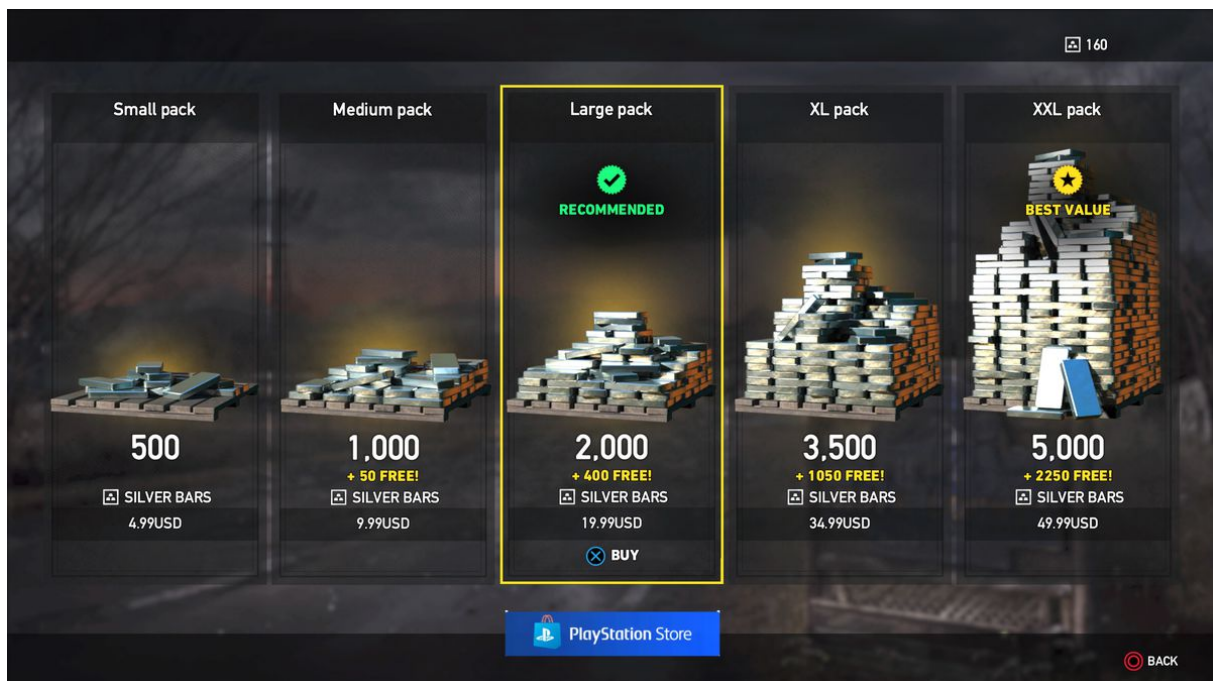 160
Small pack
500
SILVER BARS
4.99USD
Medium pack
1,000
+ 50 FREE!
SILVER BARS
9.99USD
Large pack
RECOMMENDED
2,000
+ 400 FREE!
SILVER BARS
19.99USD
BUY
XL pack
3,500
+ 1050 FREE!
SILVER BARS
34.99USD
XXL pack
BEST VALUE
5,000
+ 2250 FREE!
SILVER BARS
49.99USD
PlayStation Store
BACK